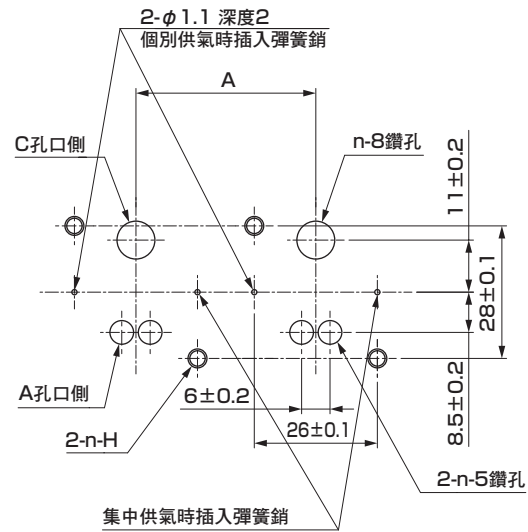 2-φ1.1 深度2
個別供氣時插入彈簧銷
A
C孔口側
n-8鑽孔
11±0.2
28±0.1
8.5±0.2
A孔口側
6±0.2
26±0.1
2-n-H
2-n-5鑽孔
集中供氣時插入彈簧銷